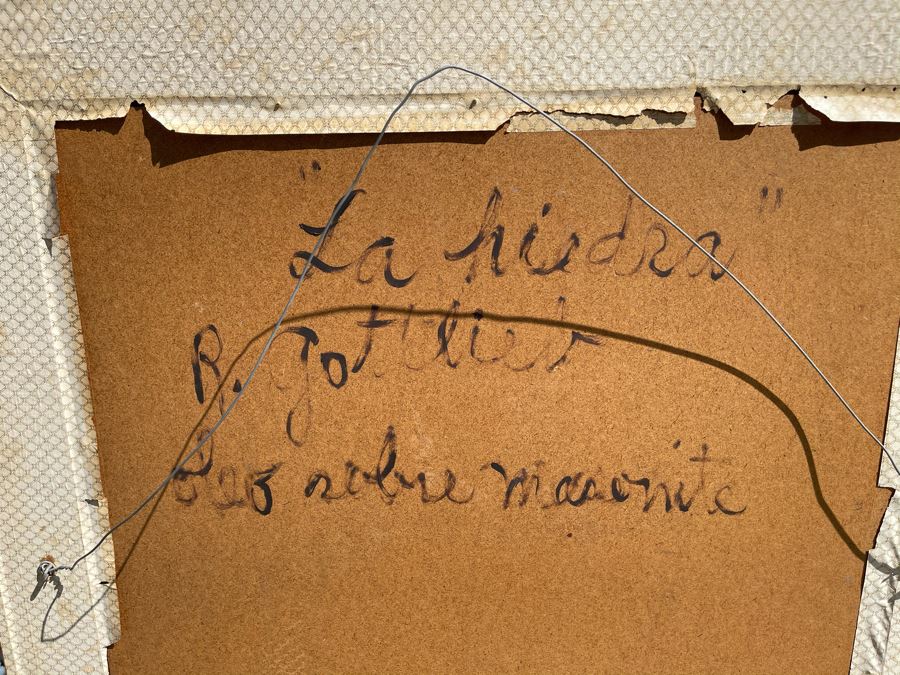 "La hiedra"
R. Gottlieb
Oleo sobre masonite